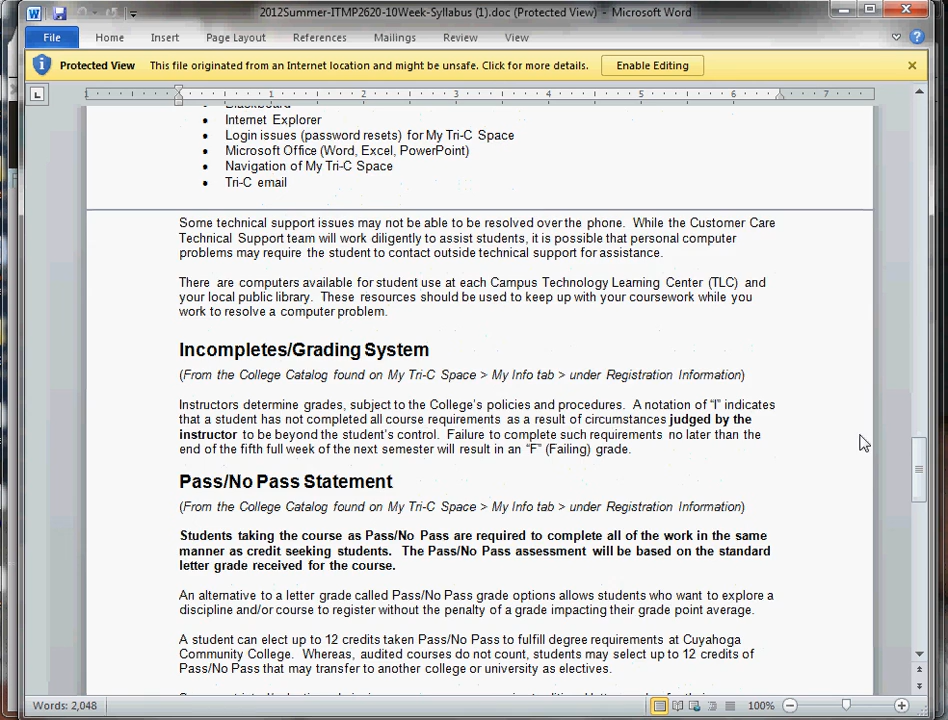 2012Summer-ITMP2620-10Week-Syllabus (1).doc (Protected View) - Microsoft Word
File Home Insert Page Layout References Mailings Review View
Protected View This file originated from an Internet location and might be unsafe. Click for more details. Enable Editing
1 1 2 3 4 5 6 7
Blackboard
• Internet Explorer
• Login issues (password resets) for My Tri-C Space
• Microsoft Office (Word, Excel, PowerPoint)
• Navigation of My Tri-C Space
• Tri-C email
Some technical support issues may not be able to be resolved over the phone. While the Customer Care
Technical Support team will work diligently to assist students, it is possible that personal computer
problems may require the student to contact outside technical support for assistance.
There are computers available for student use at each Campus Technology Learning Center (TLC) and
your local public library. These resources should be used to keep up with your coursework while you
work to resolve a computer problem.
Incompletes/Grading System
(From the College Catalog found on My Tri-C Space > My Info tab > under Registration Information)
Instructors determine grades, subject to the College's policies and procedures. A notation of “I” indicates
that a student has not completed all course requirements as a result of circumstances judged by the
instructor to be beyond the student's control. Failure to complete such requirements no later than the
end of the fifth full week of the next semester will result in an “F” (Failing) grade.
Pass/No Pass Statement
(From the College Catalog found on My Tri-C Space > My Info tab > under Registration Information)
Students taking the course as Pass/No Pass are required to complete all of the work in the same
manner as credit seeking students. The Pass/No Pass assessment will be based on the standard
letter grade received for the course.
An alternative to a letter grade called Pass/No Pass grade options allows students who want to explore a
discipline and/or course to register without the penalty of a grade impacting their grade point average.
A student can elect up to 12 credits taken Pass/No Pass to fulfill degree requirements at Cuyahoga
Community College. Whereas, audited courses do not count, students may select up to 12 credits of
Pass/No Pass that may transfer to another college or university as electives.
Words: 2,048 100%